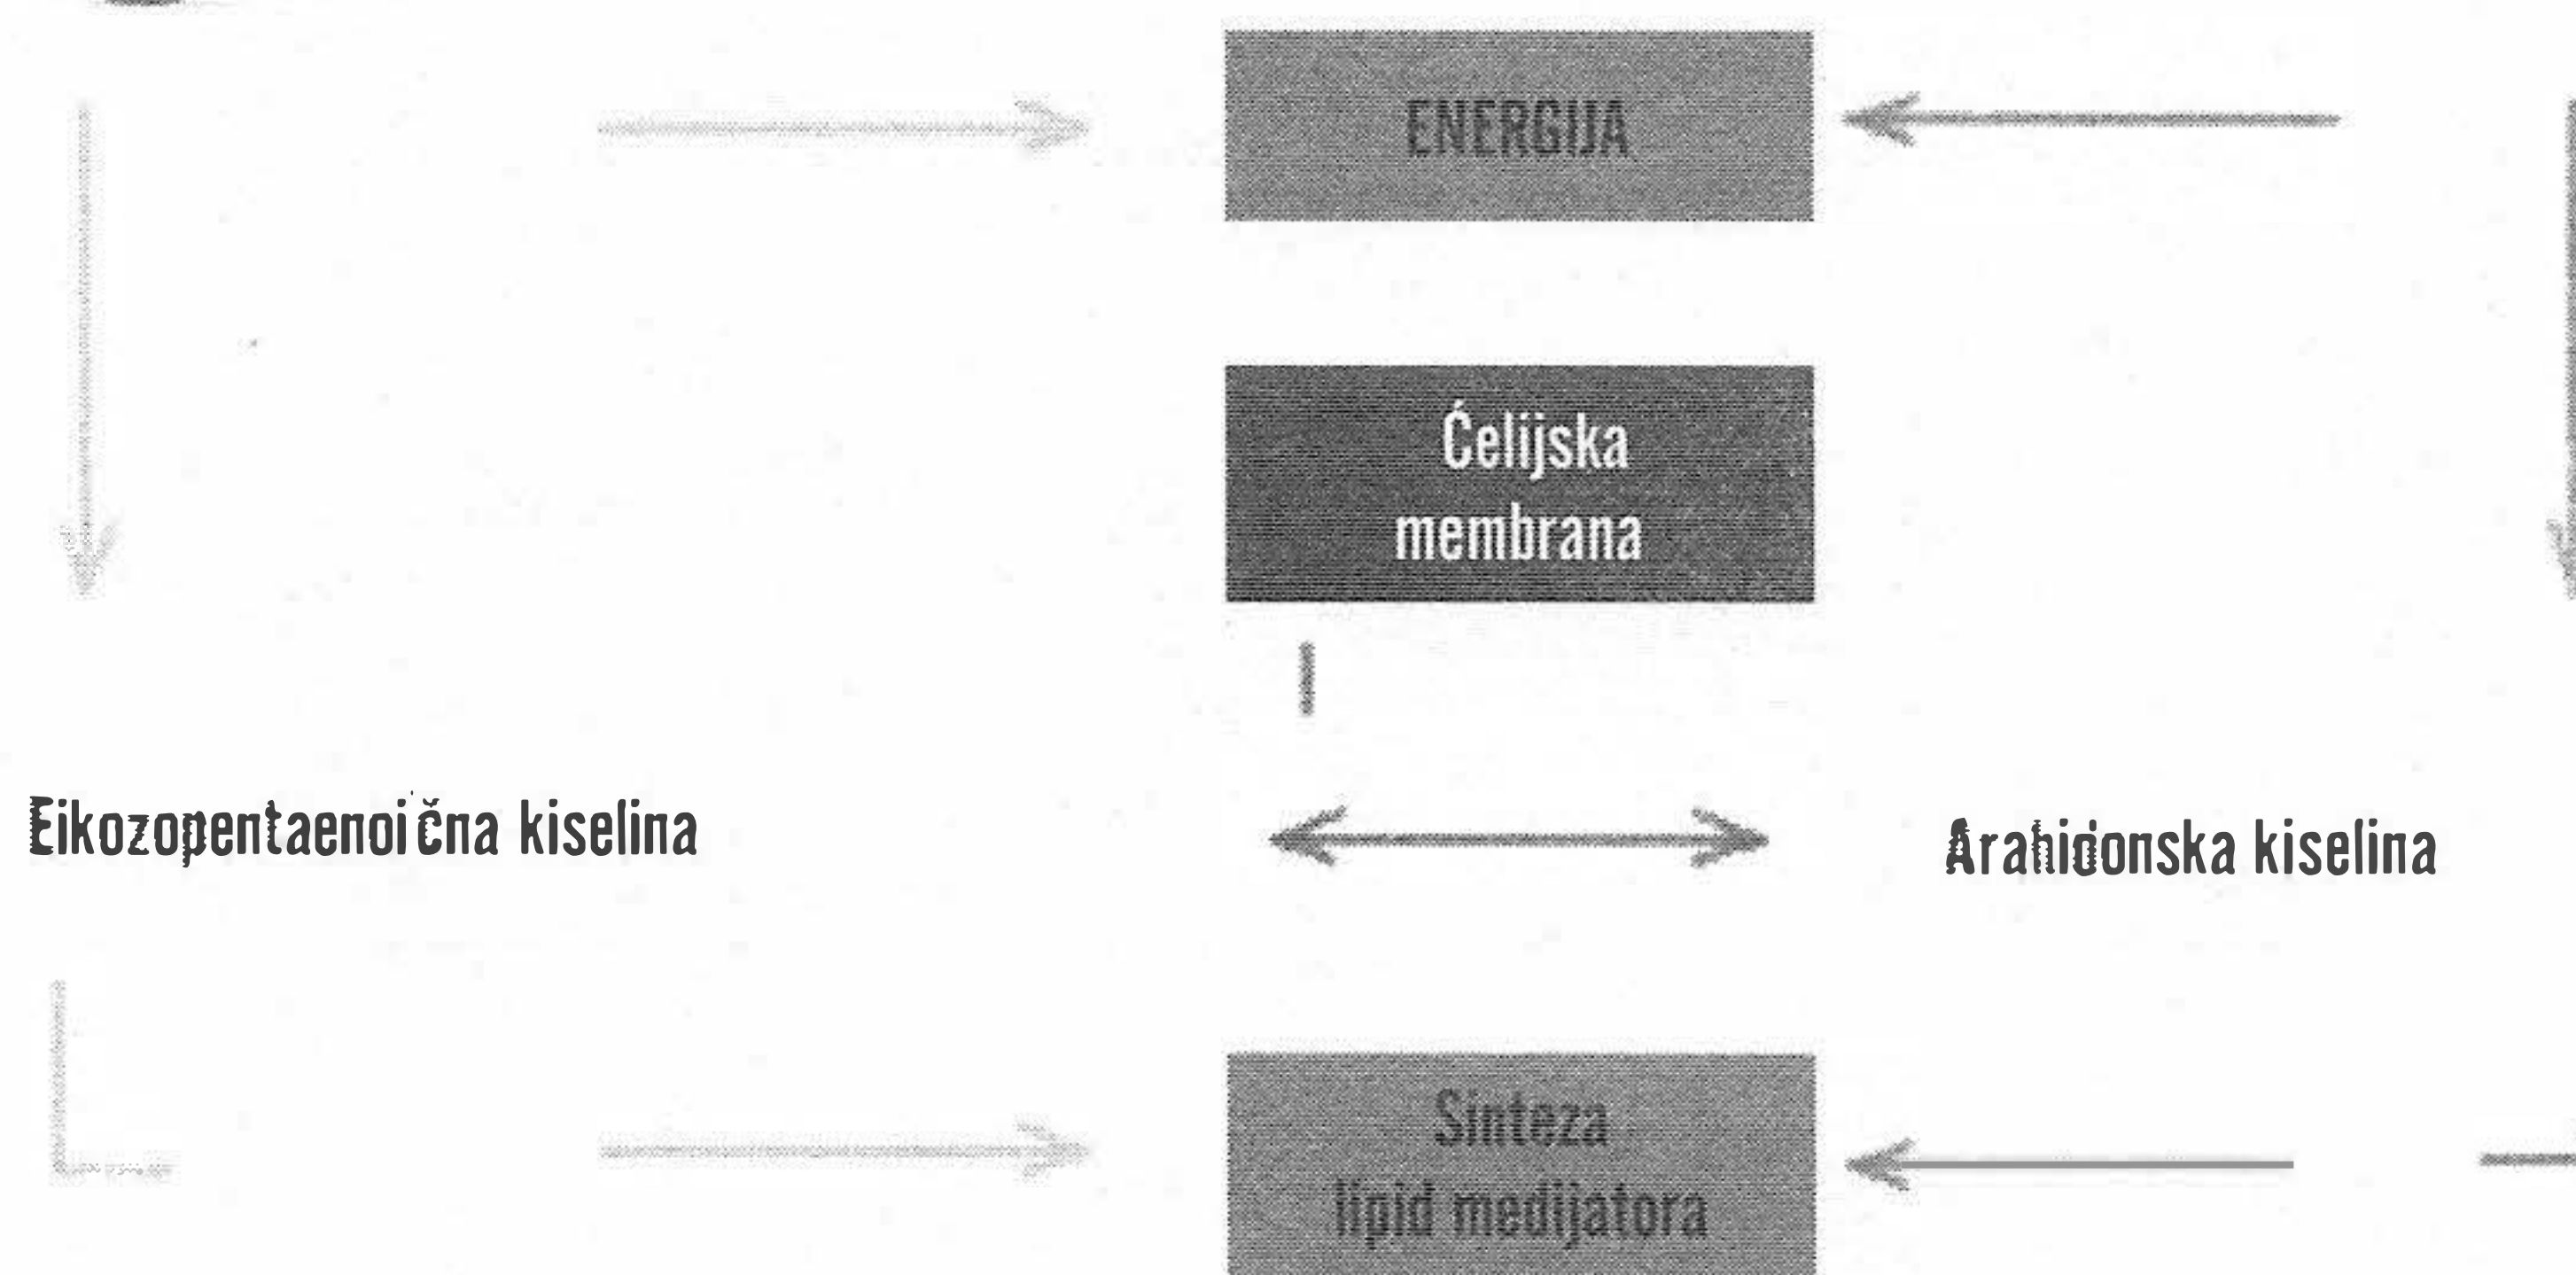 ENERGIJA
Ćelijska
membrana
Eikozopentaenoična kiselina
Arahidonska kiselina
Sinteza
lipid medijatora